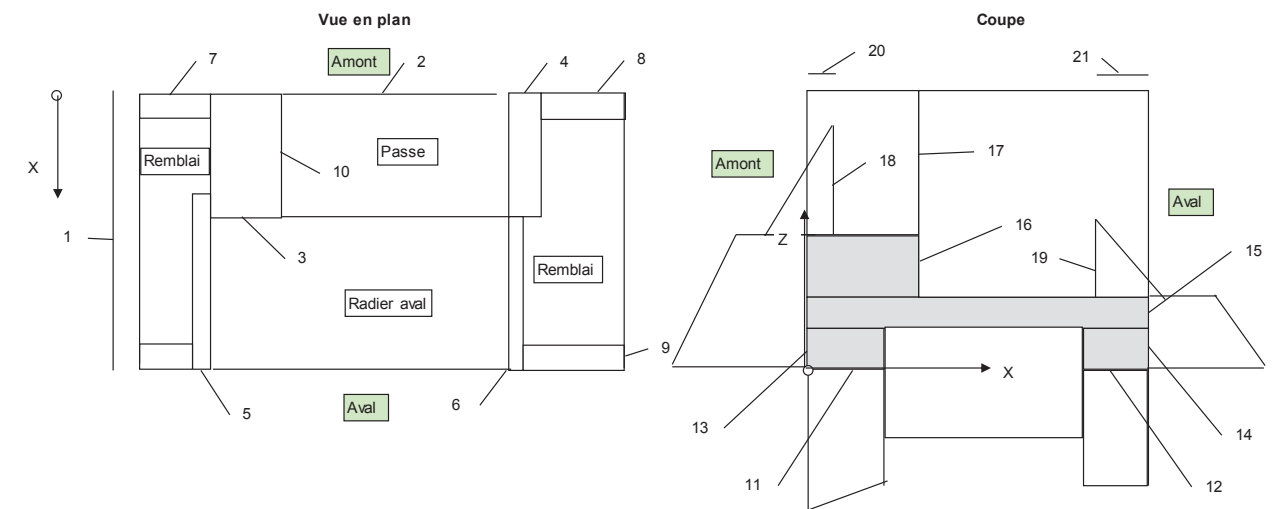 Vue en plan
Coupe
7
Amont
2
4
8
20
21
X
Remblai
10
Passe
1
3
Remblai
Radier aval
9
5
Aval
6
Amont
18
17
Aval
Z
16
19
15
X
13
14
11
12